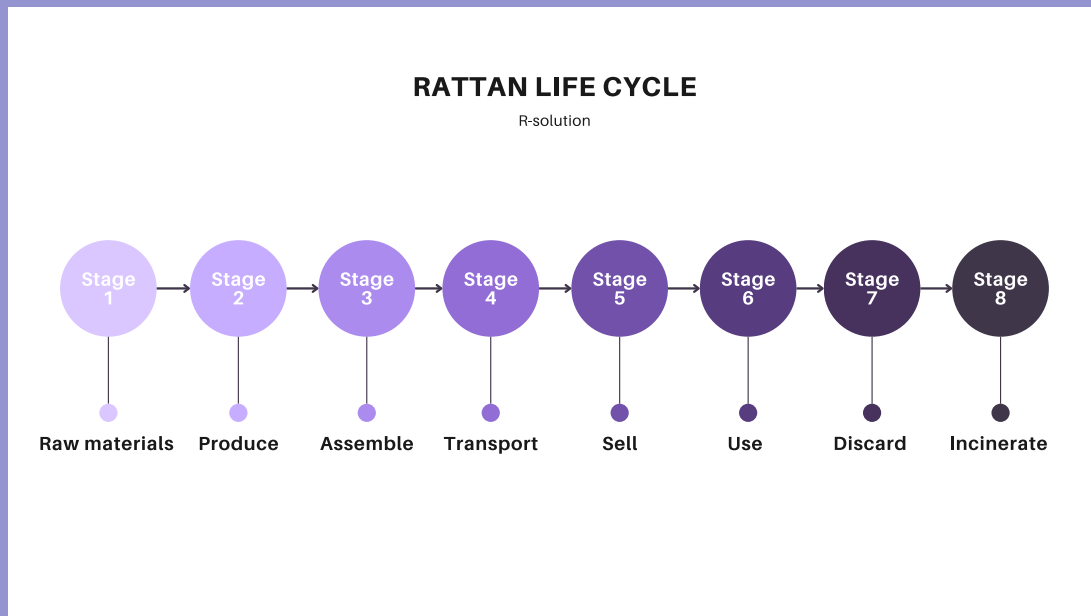 RATTAN LIFE CYCLE
R-solution
Stage
1
Stage
2
Stage
3
Stage
4
Stage
5
Stage
6
Stage
7
Stage
8
Raw materials
Produce
Assemble
Transport
Sell
Use
Discard
Incinerate